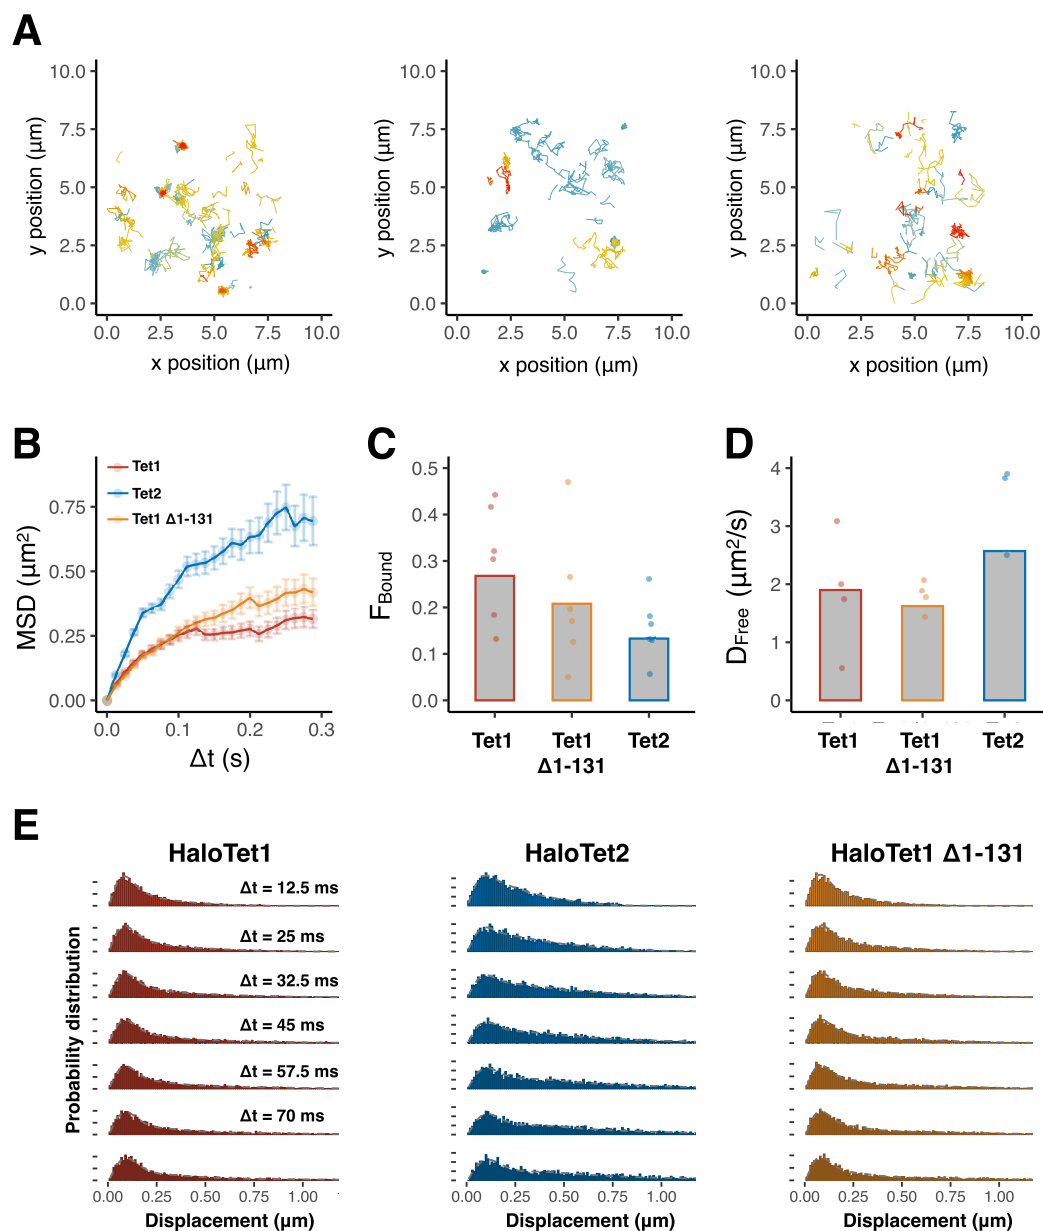 A
10.0
7.5
5.0
2.5
0.0
y position (μm)
0.0 2.5 5.0 7.5 10.0
x position (μm)
10.0
7.5
5.0
2.5
0.0
y position (μm)
0.0 2.5 5.0 7.5 10.0
x position (μm)
10.0
7.5
5.0
2.5
0.0
y position (μm)
0.0 2.5 5.0 7.5 10.0
x position (μm)
B
Tet1
Tet2
Tet1 Δ1-131
0.75
0.50
0.25
0.00
MSD (μm²)
0.0 0.1 0.2 0.3
Δt (s)
C
0.5
0.4
0.3
0.2
0.1
0.0
FBound
Tet1 Tet1 Tet2
Δ1-131
D
4
3
2
1
0
DFree (μm²/s)
Tet1 Tet1 Tet2
Δ1-131
E
HaloTet1 HaloTet2 HaloTet1 Δ1-131
Probability distribution
Δt = 12.5 ms
Δt = 25 ms
Δt = 32.5 ms
Δt = 45 ms
Δt = 57.5 ms
Δt = 70 ms
0.00 0.25 0.50 0.75 1.00
Displacement (μm)
0.00 0.25 0.50 0.75 1.00
Displacement (μm)
0.00 0.25 0.50 0.75 1.00
Displacement (μm)